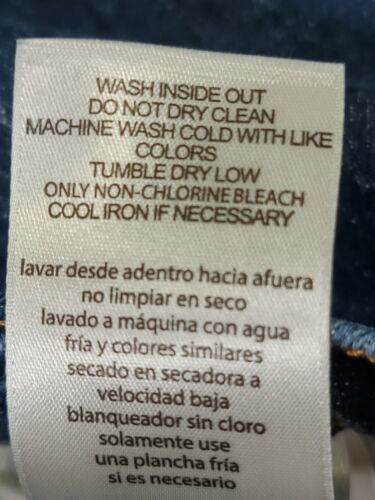 WASH INSIDE OUT
DO NOT DRY CLEAN
MACHINE WASH COLD WITH LIKE
COLORS
TUMBLE DRY LOW
ONLY NON-CHLORINE BLEACH
COOL IRON IF NECESSARY
lavar desde adentro hacia afuera
no limpiar en seco
lavado a máquina con agua
fría y colores similares
secado en secadora a
velocidad baja
blanqueador sin cloro
solamente use
una plancha fría
si es necesario